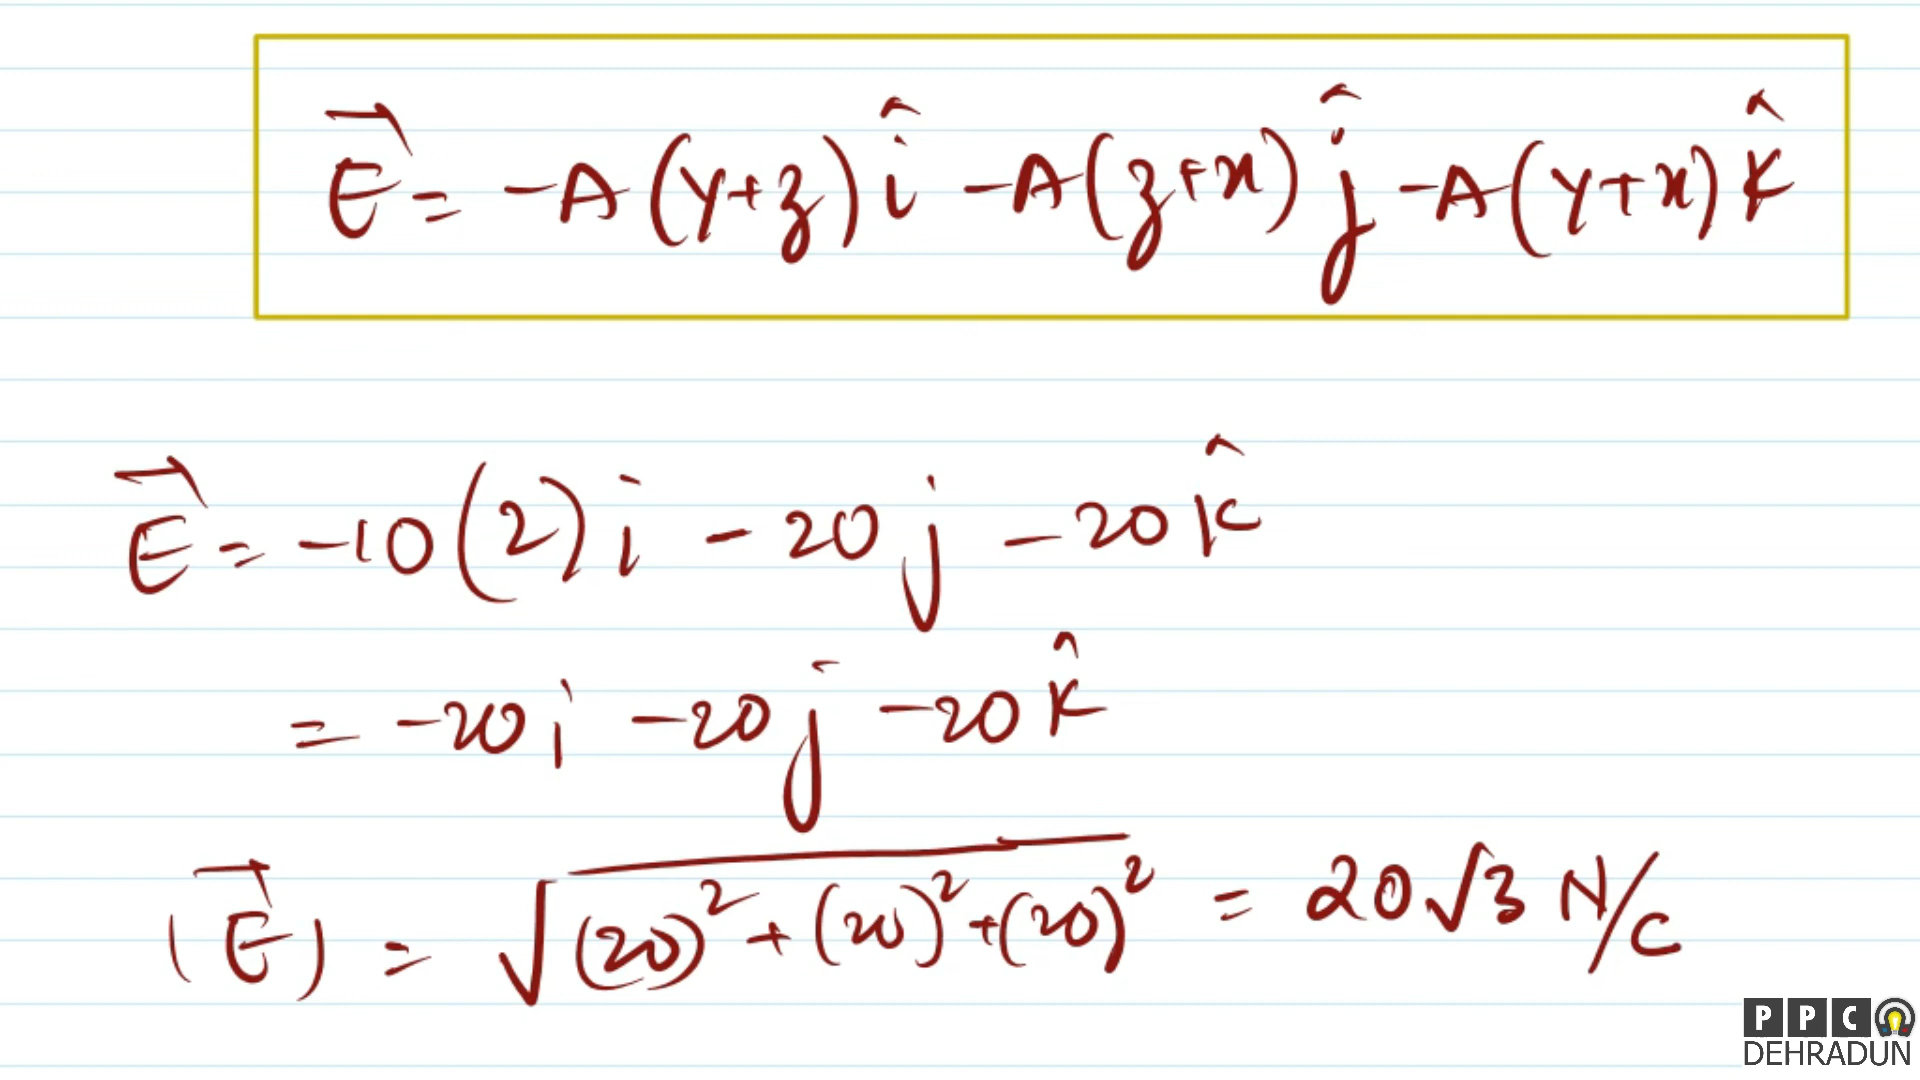 E⃗ = -A(y+z)î -A(z+x)ĵ -A(y+x)k̂
E⃗ = -10(2)i - 20j - 20k̂
= -20i -20j -20k̂
|E⃗| = √(20)²+(20)²+(20)² = 20√3 N/C
PPC
DEHRADUN